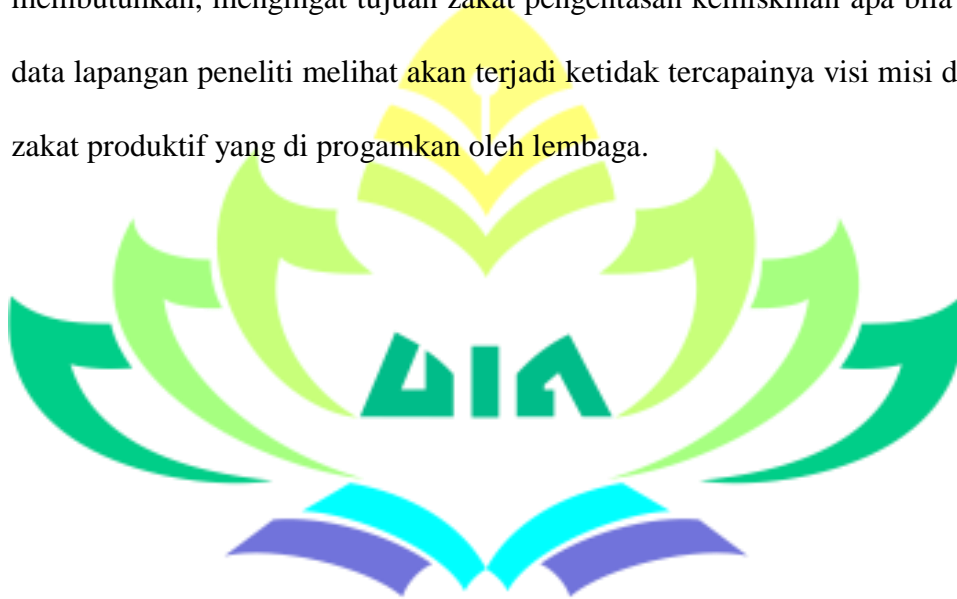 membutuhkan, mengingat tujuan zakat pengentasan kemiskinan apa bila
data lapangan peneliti melihat akan terjadi ketidak tercapainya visi misi d
zakat produktif yang di progamkan oleh lembaga.
UIN